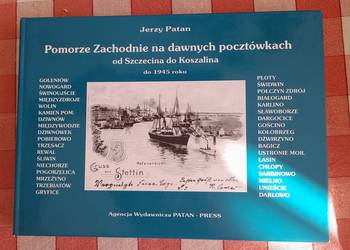 Jerzy Patan
Pomorze Zachodnie na dawnych pocztówkach
od Szczecina do Koszalina
do 1945 roku
GOLENIÓW
NOWOGARD
ŚWINOUJŚCIE
MIĘDZYZDROJE
WOLIN
KAMIEŃ POM.
DZIWNÓW
MIĘDZYWODZIE
DZIWNÓWEK
POBIEROWO
TRZĘSACZ
REWAL
ŚLIWIN
NIECHORZE
POGORZELICA
MRZEŻYNO
TRZEBIATÓW
GRYFICE
PŁOTY
ŚWIDWIN
POŁCZYN ZDRÓJ
BIAŁOGARD
KARLINO
SŁAWOBORZE
DARGOCICE
GOŚCINO
KOŁOBRZEG
DŹWIRZYNO
BAGICZ
USTRONIE MOR.
ŁASIN
CHŁOPY
SARBINOWO
MIELNO
UNIEŚCIE
DARŁOWO
Hafenansicht
Gruss aus Stettin
Agencja Wydawnicza PATAN - PRESS